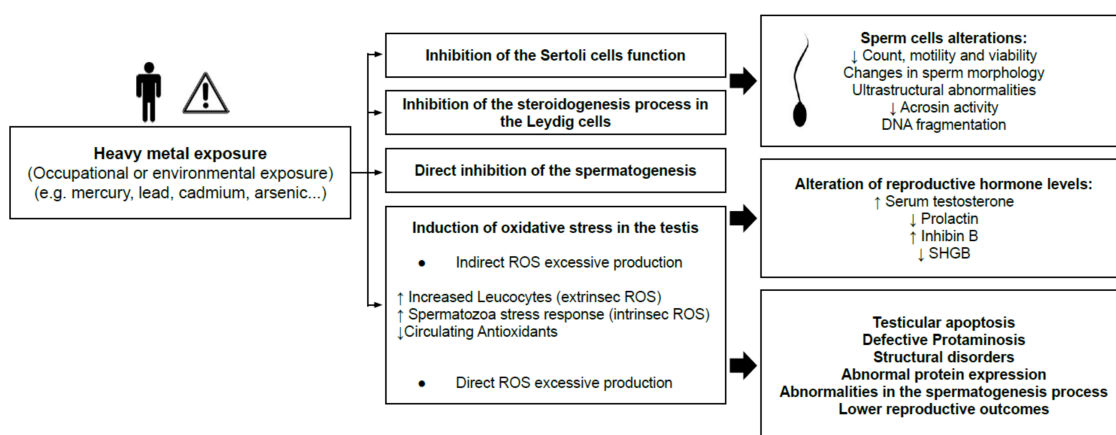 Heavy metal exposure
(Occupational or environmental exposure)
(e.g. mercury, lead, cadmium, arsenic...)
Inhibition of the Sertoli cells function
Inhibition of the steroidogenesis process in
the Leydig cells
Direct inhibition of the spermatogenesis
Induction of oxidative stress in the testis
● Indirect ROS excessive production
↑ Increased Leucocytes (extrinsec ROS)
↑ Spermatozoa stress response (intrinsec ROS)
↓Circulating Antioxidants
● Direct ROS excessive production
Sperm cells alterations:
↓ Count, motility and viability
Changes in sperm morphology
Ultrastructural abnormalities
↓ Acrosin activity
DNA fragmentation
Alteration of reproductive hormone levels:
↑ Serum testosterone
↓ Prolactin
↑ Inhibin B
↓ SHGB
Testicular apoptosis
Defective Protaminosis
Structural disorders
Abnormal protein expression
Abnormalities in the spermatogenesis process
Lower reproductive outcomes